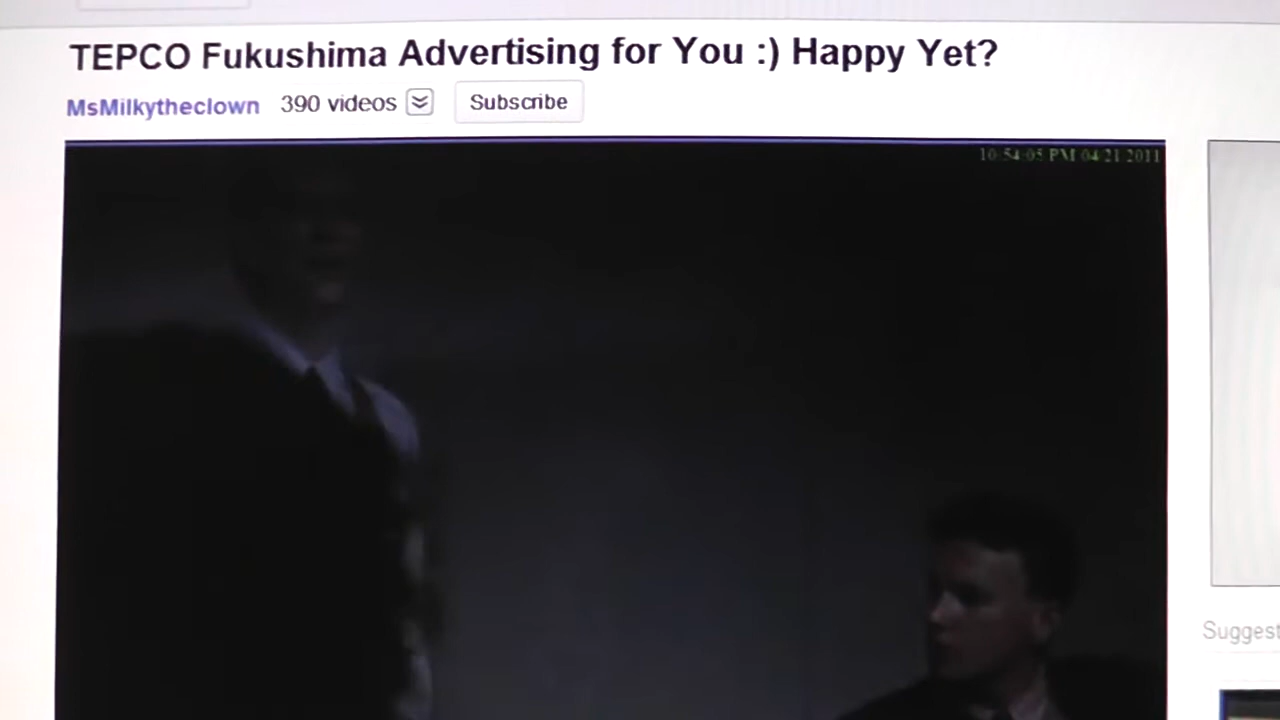 TEPCO Fukushima Advertising for You :) Happy Yet?
MsMilkytheclown 390 videos Subscribe
10:54:05 PM 04 21 2011
Suggest